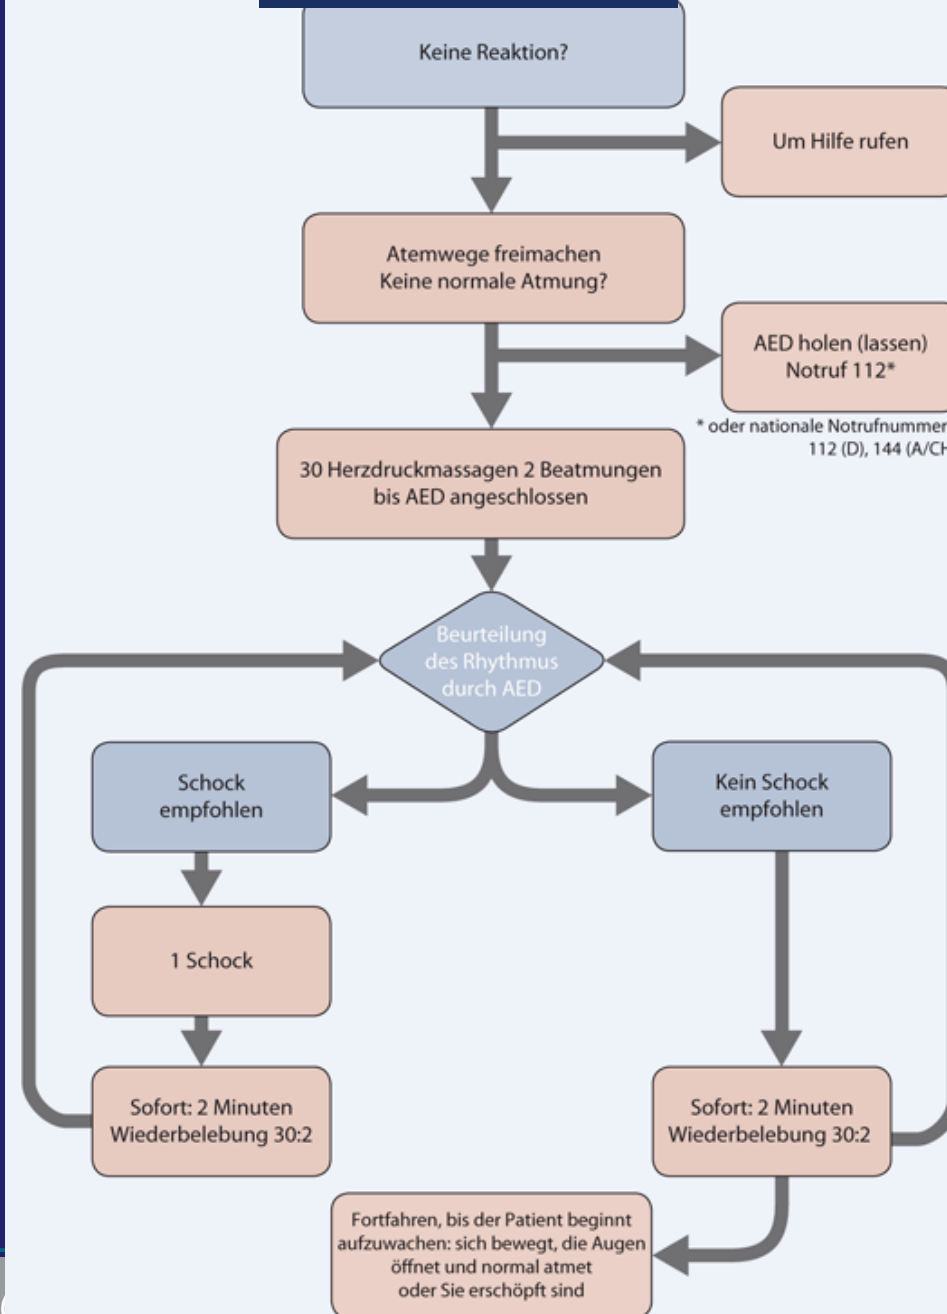 Keine Reaktion?
Um Hilfe rufen
Atemwege freimachen
Keine normale Atmung?
AED holen (lassen)
Notruf 112*
* oder nationale Notrufnummer
112 (D), 144 (A/CH
30 Herzdruckmassagen 2 Beatmungen
bis AED angeschlossen
Beurteilung
des Rhythmus
durch AED
Schock
empfohlen
Kein Schock
empfohlen
1 Schock
Sofort: 2 Minuten
Wiederbelebung 30:2
Sofort: 2 Minuten
Wiederbelebung 30:2
Fortfahren, bis der Patient beginnt
aufzuwachen: sich bewegt, die Augen
öffnet und normal atmet
oder Sie erschöpft sind